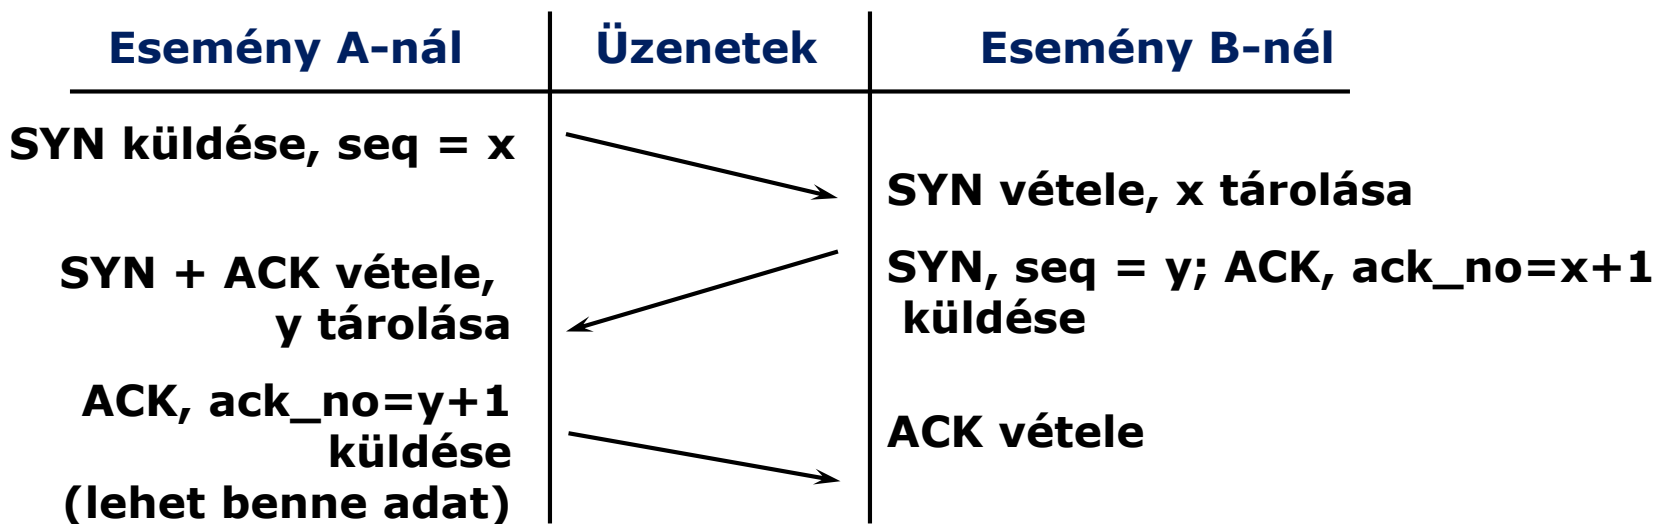 Esemény A-nál
Üzenetek
Esemény B-nél
SYN küldése, seq = x
SYN vétele, x tárolása
SYN, seq = y; ACK, ack_no=x+1
küldése
SYN + ACK vétele,
y tárolása
ACK, ack_no=y+1
küldése
(lehet benne adat)
ACK vétele